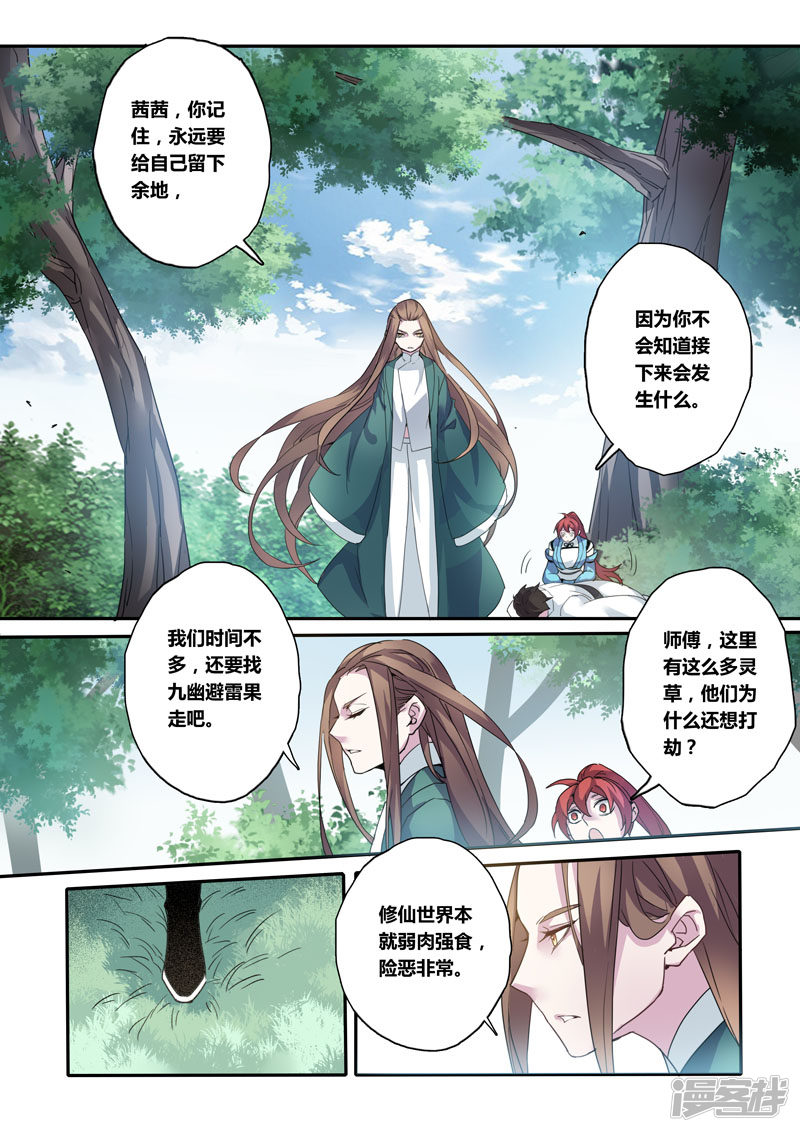 茜茜，你记
住，永远要
给自己留下
余地，
因为你不
会知道接
下来会发
生什么。
我们时间不
多，还要找
九幽避雷果
走吧。
师傅，这里
有这么多灵
草，他们为
什么还想打
劫？
修仙世界本
就弱肉强食，
险恶非常。
漫客栈